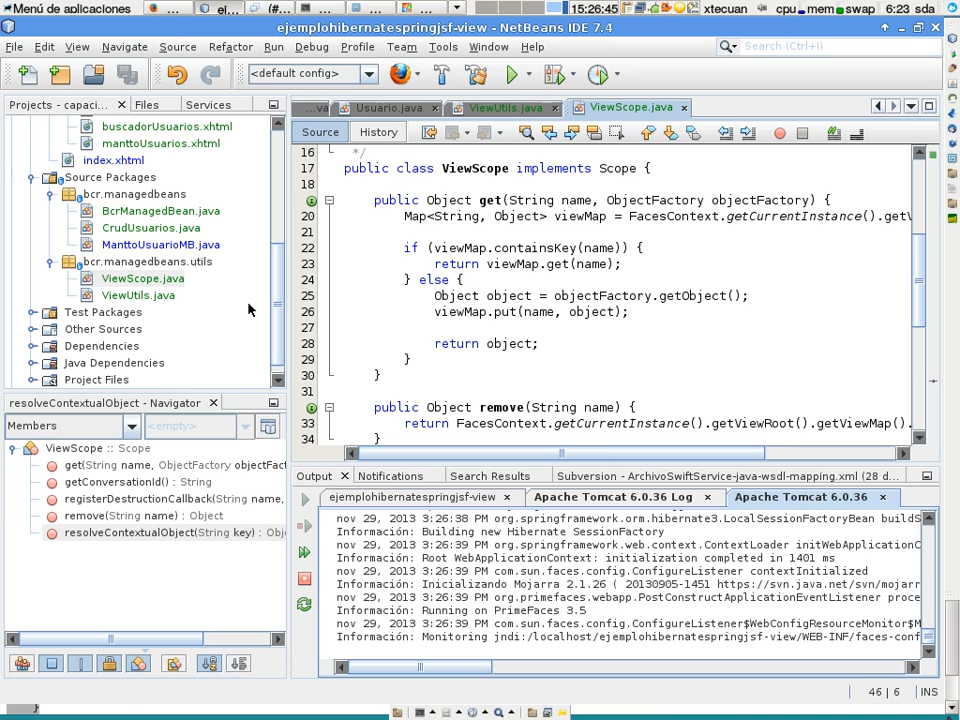 Menú de aplicaciones
el...
(#...
15:26:45
xtecuan
cpu
mem
swap
6:23 sda
ejemplohibernatespringjsf-view - NetBeans IDE 7.4
File Edit View Navigate Source Refactor Run Debug Profile Team Tools Window Help
Search (Ctrl+I)
<default config>
Projects - capaci...
Files
Services
buscadorUsuarios.xhtml
manttoUsuarios.xhtml
index.xhtml
Source Packages
bcr.managedbeans
BcrManagedBean.java
CrudUsuarios.java
ManttoUsuarioMB.java
bcr.managedbeans.utils
ViewScope.java
ViewUtils.java
Test Packages
Other Sources
Dependencies
Java Dependencies
Project Files
resolveContextualObject - Navigator
Members
<empty>
ViewScope :: Scope
get(String name, ObjectFactory objectFac
getConversationId() : String
registerDestructionCallback(String name,
remove(String name) : Object
resolveContextualObject(String key) : Obj
...va
Usuario.java
ViewUtils.java
ViewScope.java
Source
History
16 */
17 public class ViewScope implements Scope {
18
public Object get(String name, ObjectFactory objectFactory) {
20 Map<String, Object> viewMap = FacesContext.getCurrentInstance().getV
21
22 if (viewMap.containsKey(name)) {
23 return viewMap.get(name);
24 } else {
25 Object object = objectFactory.getObject();
26 viewMap.put(name, object);
27
28 return object;
29 }
30 }
31
public Object remove(String name) {
33 return FacesContext.getCurrentInstance().getViewRoot().getViewMap().
34 }
Output
Notifications
Search Results
Subversion - ArchivoSwiftService-java-wsdl-mapping.xml (28 d...
ejemplohibernatespringjsf-view
Apache Tomcat 6.0.36 Log
Apache Tomcat 6.0.36
nov 29, 2013 3:26:38 PM org.springframework.orm.hibernate3.LocalSessionFactoryBean buildS
Información: Building new Hibernate SessionFactory
nov 29, 2013 3:26:39 PM org.springframework.web.context.ContextLoader initWebApplicationC
Información: Root WebApplicationContext: initialization completed in 1401 ms
nov 29, 2013 3:26:39 PM com.sun.faces.config.ConfigureListener contextInitialized
Información: Inicializando Mojarra 2.1.26 ( 20130905-1451 https://svn.java.net/svn/mojarr
nov 29, 2013 3:26:39 PM org.primefaces.webapp.PostConstructApplicationEventListener proce
Información: Running on PrimeFaces 3.5
nov 29, 2013 3:26:39 PM com.sun.faces.config.ConfigureListener$WebConfigResourceMonitor$M
Información: Monitoring jndi:/localhost/ejemplohibernatespringjsf-view/WEB-INF/faces-conf
46 | 6
INS
}